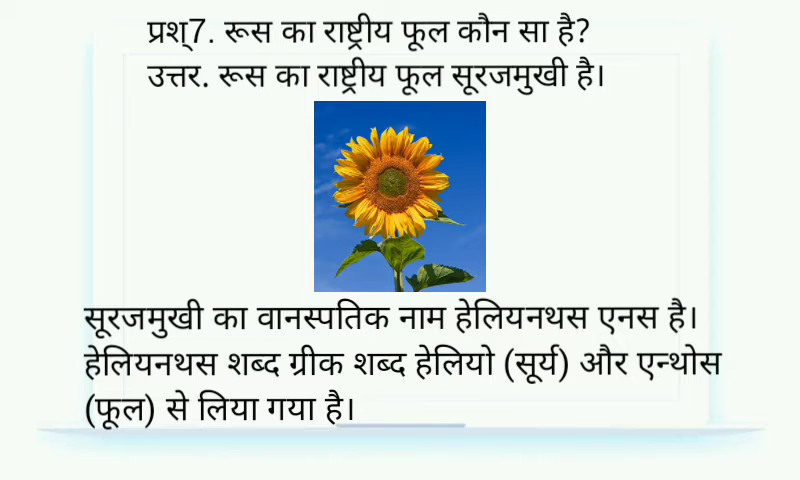 प्रश्7. रूस का राष्ट्रीय फूल कौन सा है?
उत्तर. रूस का राष्ट्रीय फूल सूरजमुखी है।
सूरजमुखी का वानस्पतिक नाम हेलियनथस एनस है।
हेलियनथस शब्द ग्रीक शब्द हेलियो (सूर्य) और एन्थोस
(फूल) से लिया गया है।